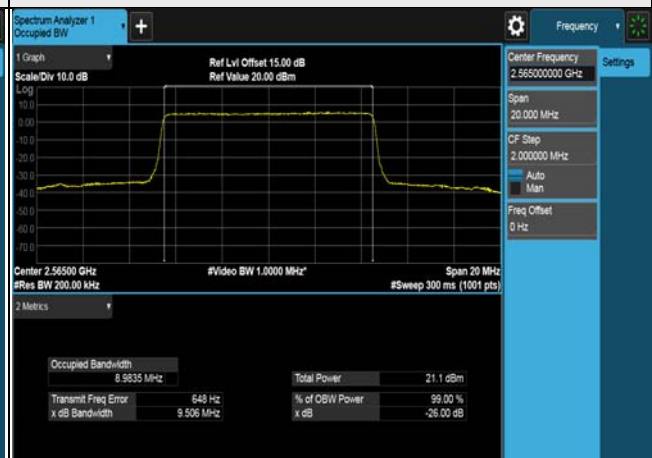 Spectrum Analyzer 1
Occupied BW
+
Frequency
1 Graph
Scale/Div 10.0 dB
Ref Lvl Offset 15.00 dB
Ref Value 20.00 dBm
Log
10.0
0.00
-10.0
-20.0
-30.0
-40.0
-50.0
-60.0
-70.0
Center 2.56500 GHz
#Video BW 1.0000 MHz*
Span 20 MHz
#Res BW 200.00 kHz
#Sweep 300 ms (1001 pts)
2 Metrics
Occupied Bandwidth
8.9835 MHz
Total Power 21.1 dBm
Transmit Freq Error 648 Hz
% of OBW Power 99.00 %
x dB Bandwidth 9.506 MHz
x dB -26.00 dB
Center Frequency
2.565000000 GHz
Settings
Span
20.000 MHz
CF Step
2.000000 MHz
Auto
Man
Freq Offset
0 Hz